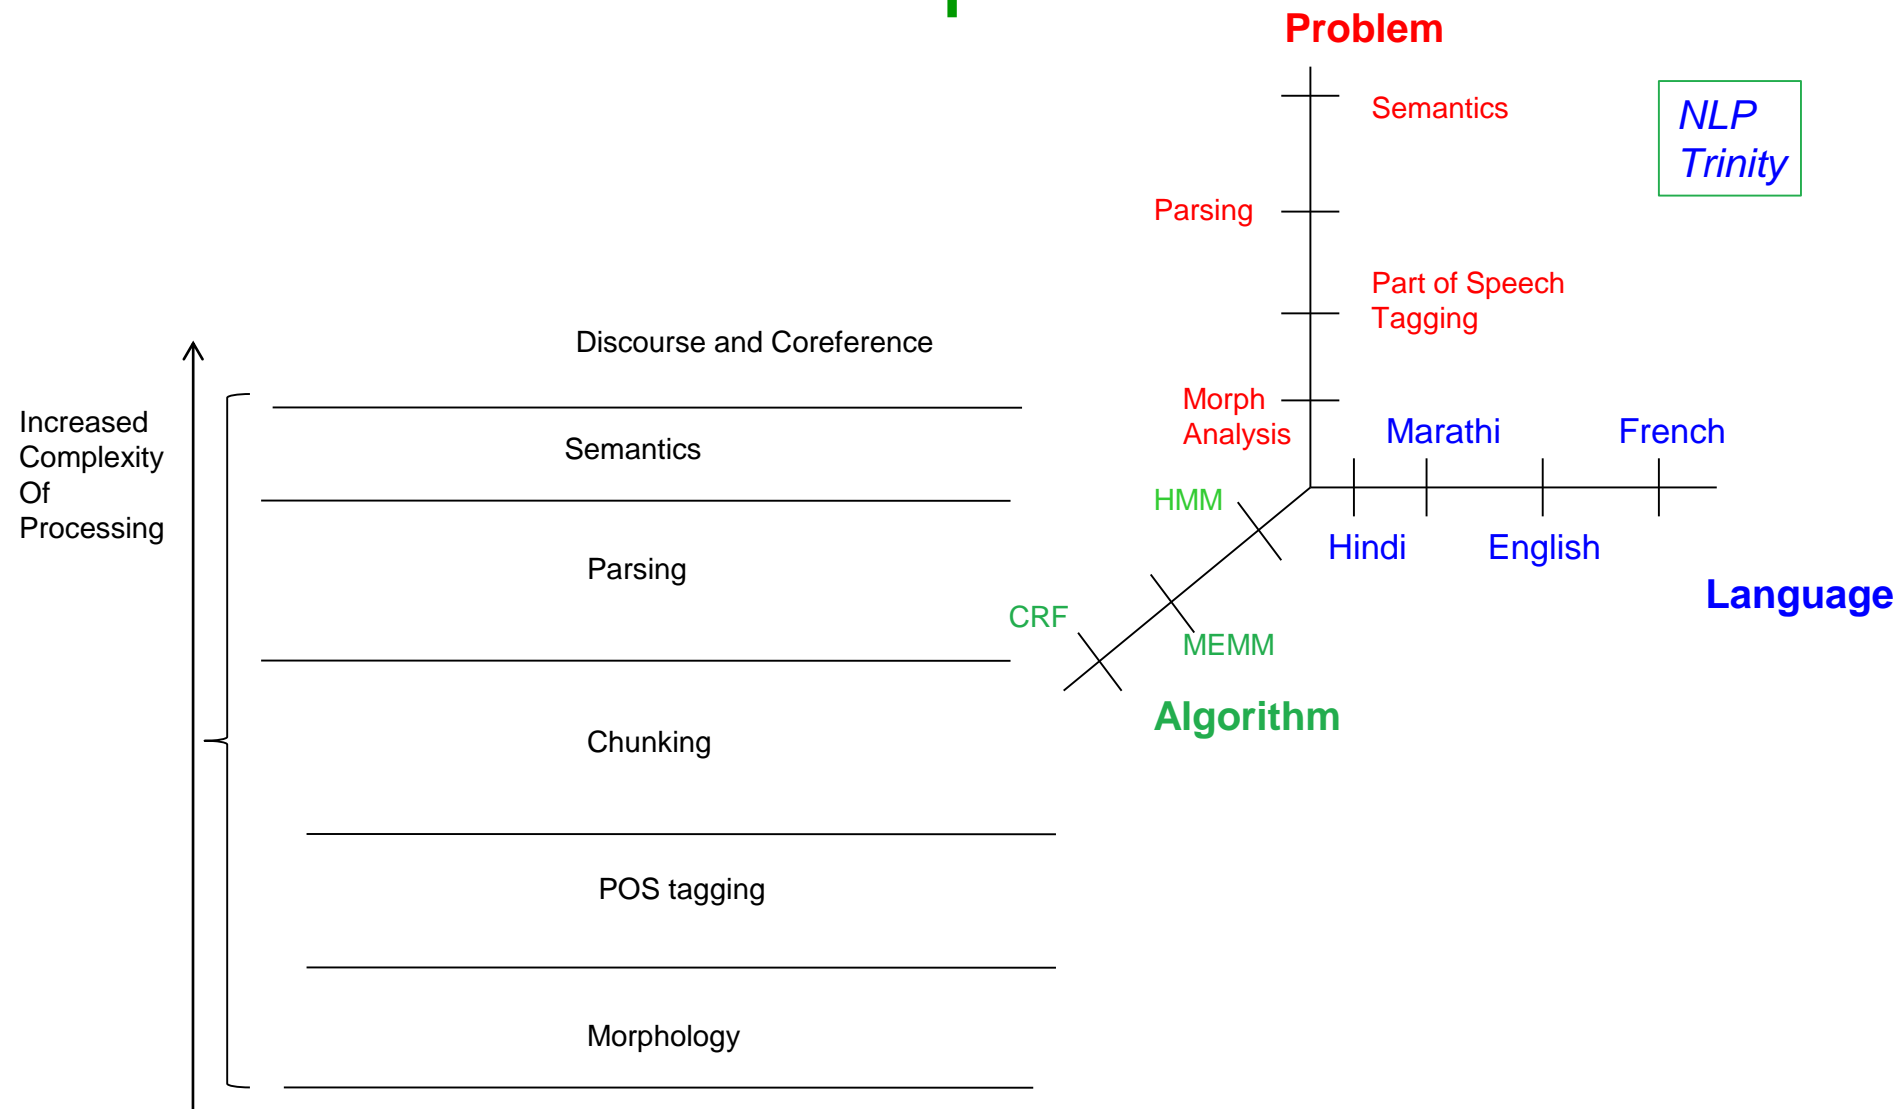 Problem
Semantics
NLP
Trinity
Parsing
Part of Speech
Tagging
Discourse and Coreference
Morph
Analysis
Increased
Complexity
Of
Processing
Semantics
Marathi
French
HMM
Hindi
English
Parsing
Language
CRF
MEMM
Algorithm
Chunking
POS tagging
Morphology